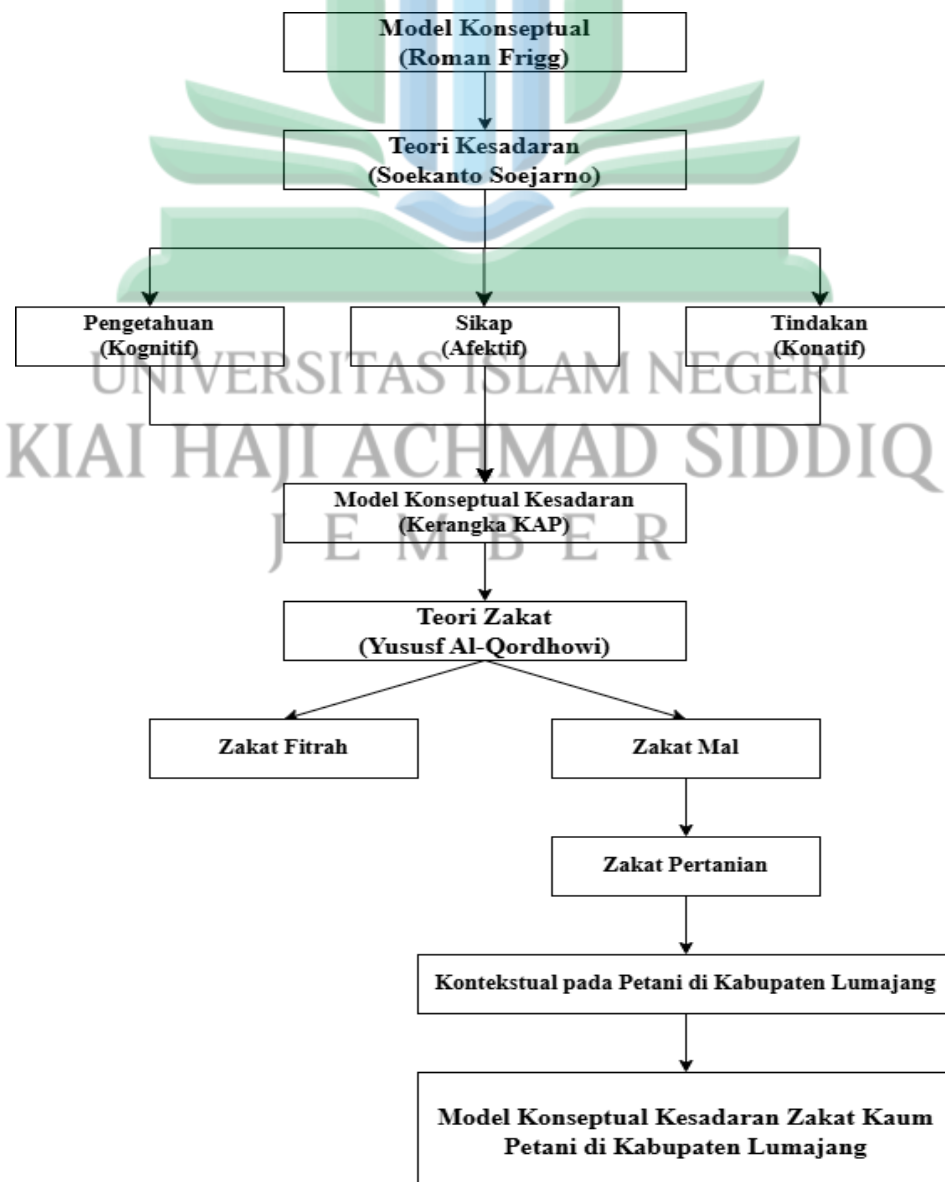 Model Konseptual
(Roman Frigg)
Teori Kesadaran
(Soekanto Soejarno)
Pengetahuan
(Kognitif)
Sikap
(Afektif)
Tindakan
(Konatif)
UNIVERSITAS ISLAM NEGERI
KIAI HAJI ACHMAD SIDDIQ
Model Konseptual Kesadaran
(Kerangka KAP)
J E M B E R
Teori Zakat
(Yususf Al-Qordhowi)
Zakat Fitrah
Zakat Mal
Zakat Pertanian
Kontekstual pada Petani di Kabupaten Lumajang
Model Konseptual Kesadaran Zakat Kaum
Petani di Kabupaten Lumajang